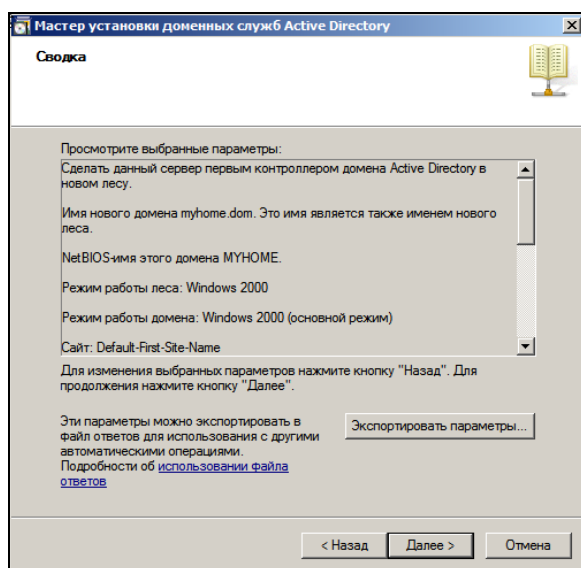 Мастер установки доменных служб Active Directory
Сводка
Просмотрите выбранные параметры:
Сделать данный сервер первым контроллером домена Active Directory в
новом лесу.
Имя нового домена myhome.dom. Это имя является также именем нового
леса.
NetBIOS-имя этого домена MYHOME.
Режим работы леса: Windows 2000
Режим работы домена: Windows 2000 (основной режим)
Сайт: Default-First-Site-Name
Для изменения выбранных параметров нажмите кнопку "Назад". Для
продолжения нажмите кнопку "Далее".
Эти параметры можно экспортировать в
файл ответов для использования с другими
автоматическими операциями.
Подробности об использовании файла
ответов
Экспортировать параметры...
< Назад
Далее >
Отмена